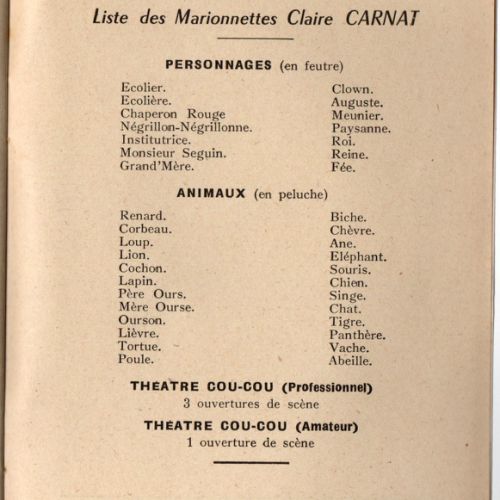 Liste des Marionnettes Claire CARNAT
PERSONNAGES (en feutre)
Ecolier.
Ecolière.
Chaperon Rouge
Négrillon-Négrillonne.
Institutrice.
Monsieur Seguin.
Grand'Mère.
Clown.
Auguste.
Meunier.
Paysanne.
Roi.
Reine.
Fée.
ANIMAUX (en peluche)
Renard.
Corbeau.
Loup.
Lion.
Cochon.
Lapin.
Père Ours.
Mère Ourse.
Ourson.
Lièvre.
Tortue.
Poule.
Biche.
Chèvre.
Ane.
Eléphant.
Souris.
Chien.
Singe.
Chat.
Tigre.
Panthère.
Vache.
Abeille.
THEATRE COU-COU (Professionnel)
3 ouvertures de scène
THEATRE COU-COU (Amateur)
1 ouverture de scène